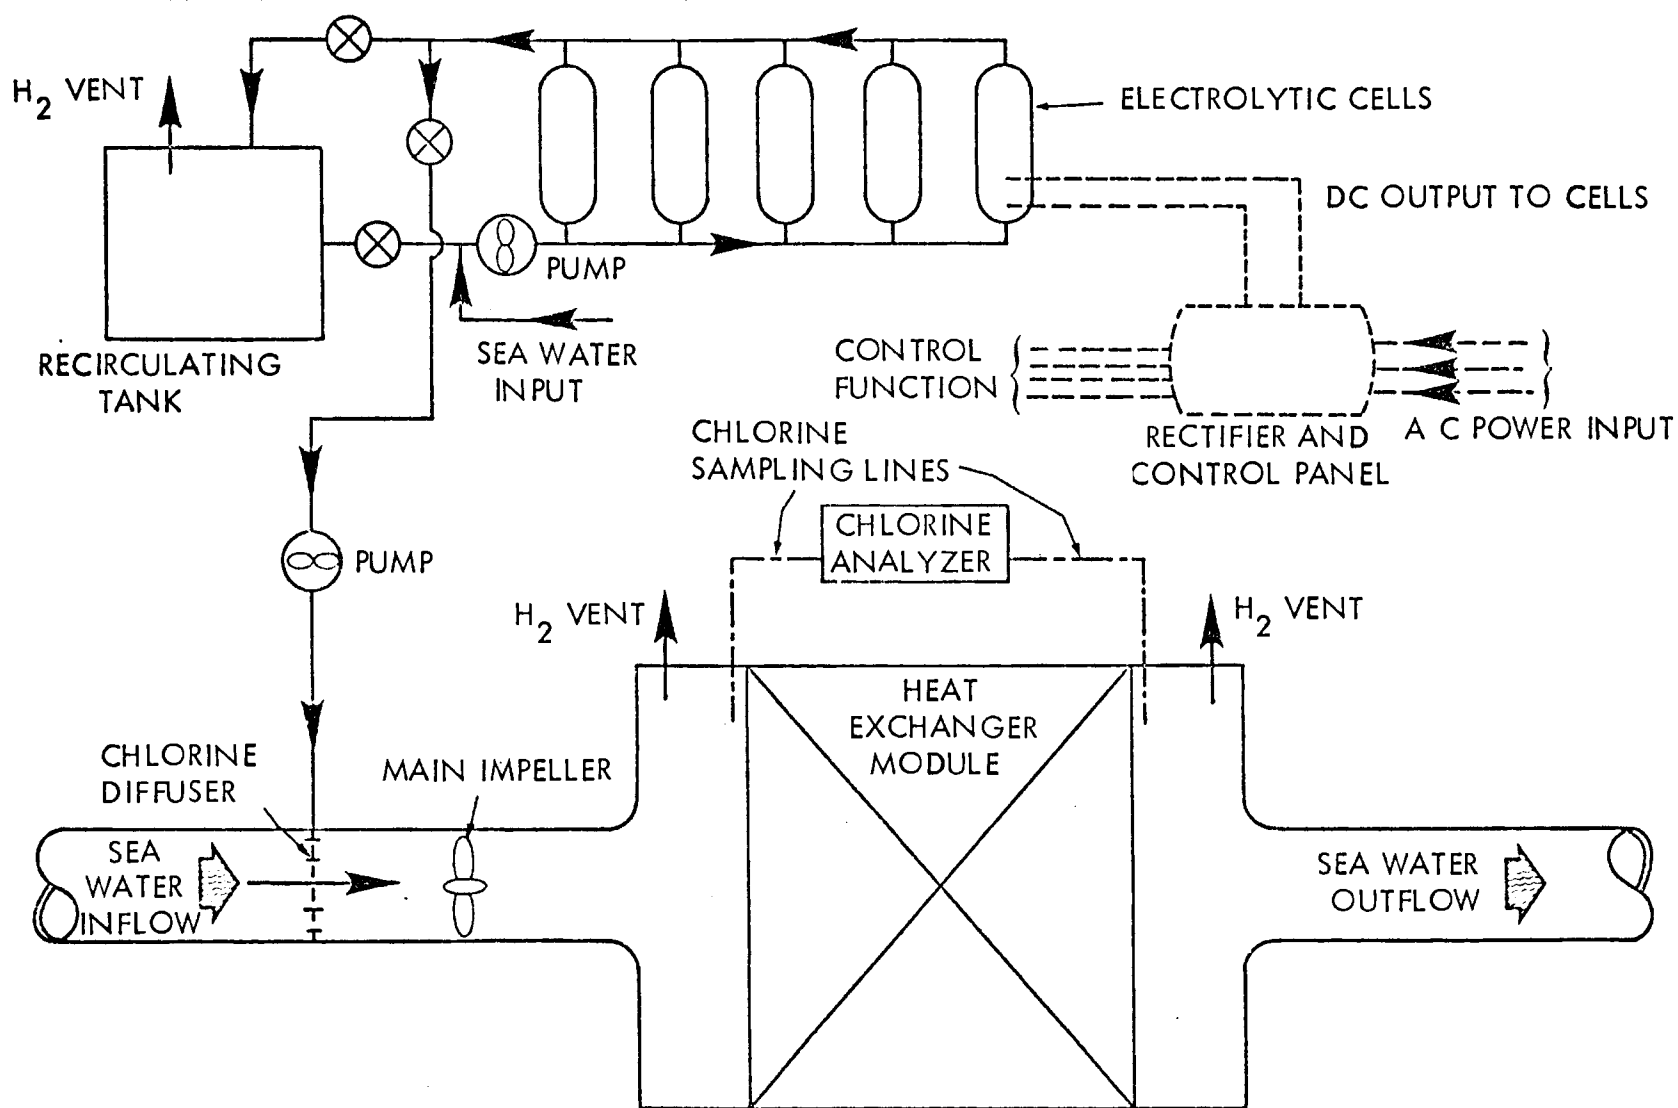 H2 VENT
ELECTROLYTIC CELLS
DC OUTPUT TO CELLS
PUMP
RECIRCULATING
TANK
SEA WATER
INPUT
CONTROL
FUNCTION
RECTIFIER AND
CONTROL PANEL
A C POWER INPUT
CHLORINE
SAMPLING LINES
CHLORINE
ANALYZER
PUMP
H2 VENT
H2 VENT
HEAT
EXCHANGER
MODULE
CHLORINE
DIFFUSER
MAIN IMPELLER
SEA
WATER
INFLOW
SEA WATER
OUTFLOW